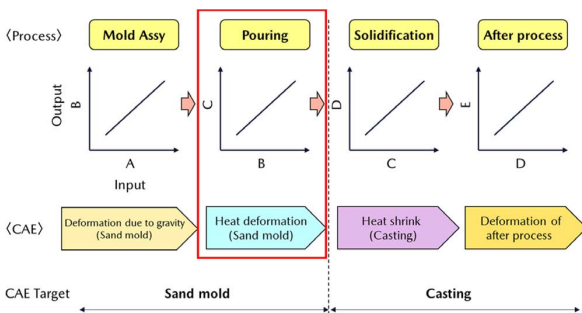 ⟨Process⟩ Mold Assy Pouring Solidification After process
Output B C D E
A B C D
Input
⟨CAE⟩ Deformation due to gravity Heat deformation Heat shrink Deformation of
(Sand mold) (Sand mold) (Casting) after process
CAE Target Sand mold Casting